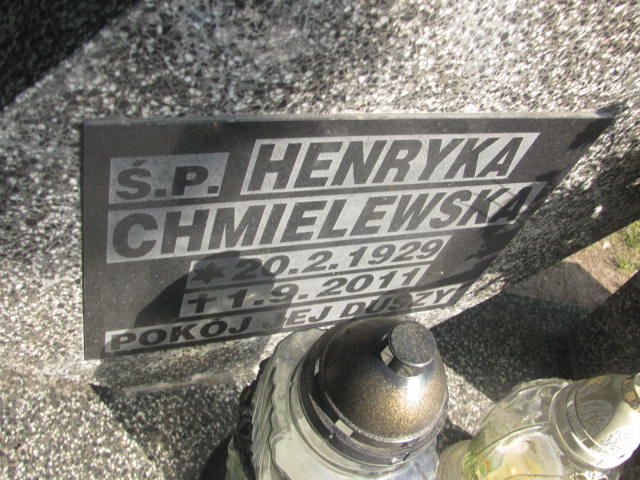 Ś.P. HENRYKA
CHMIELEWSKA
★ 20.2.1929
✝ 1.9.2011
POKÓJ JEJ DUSZY